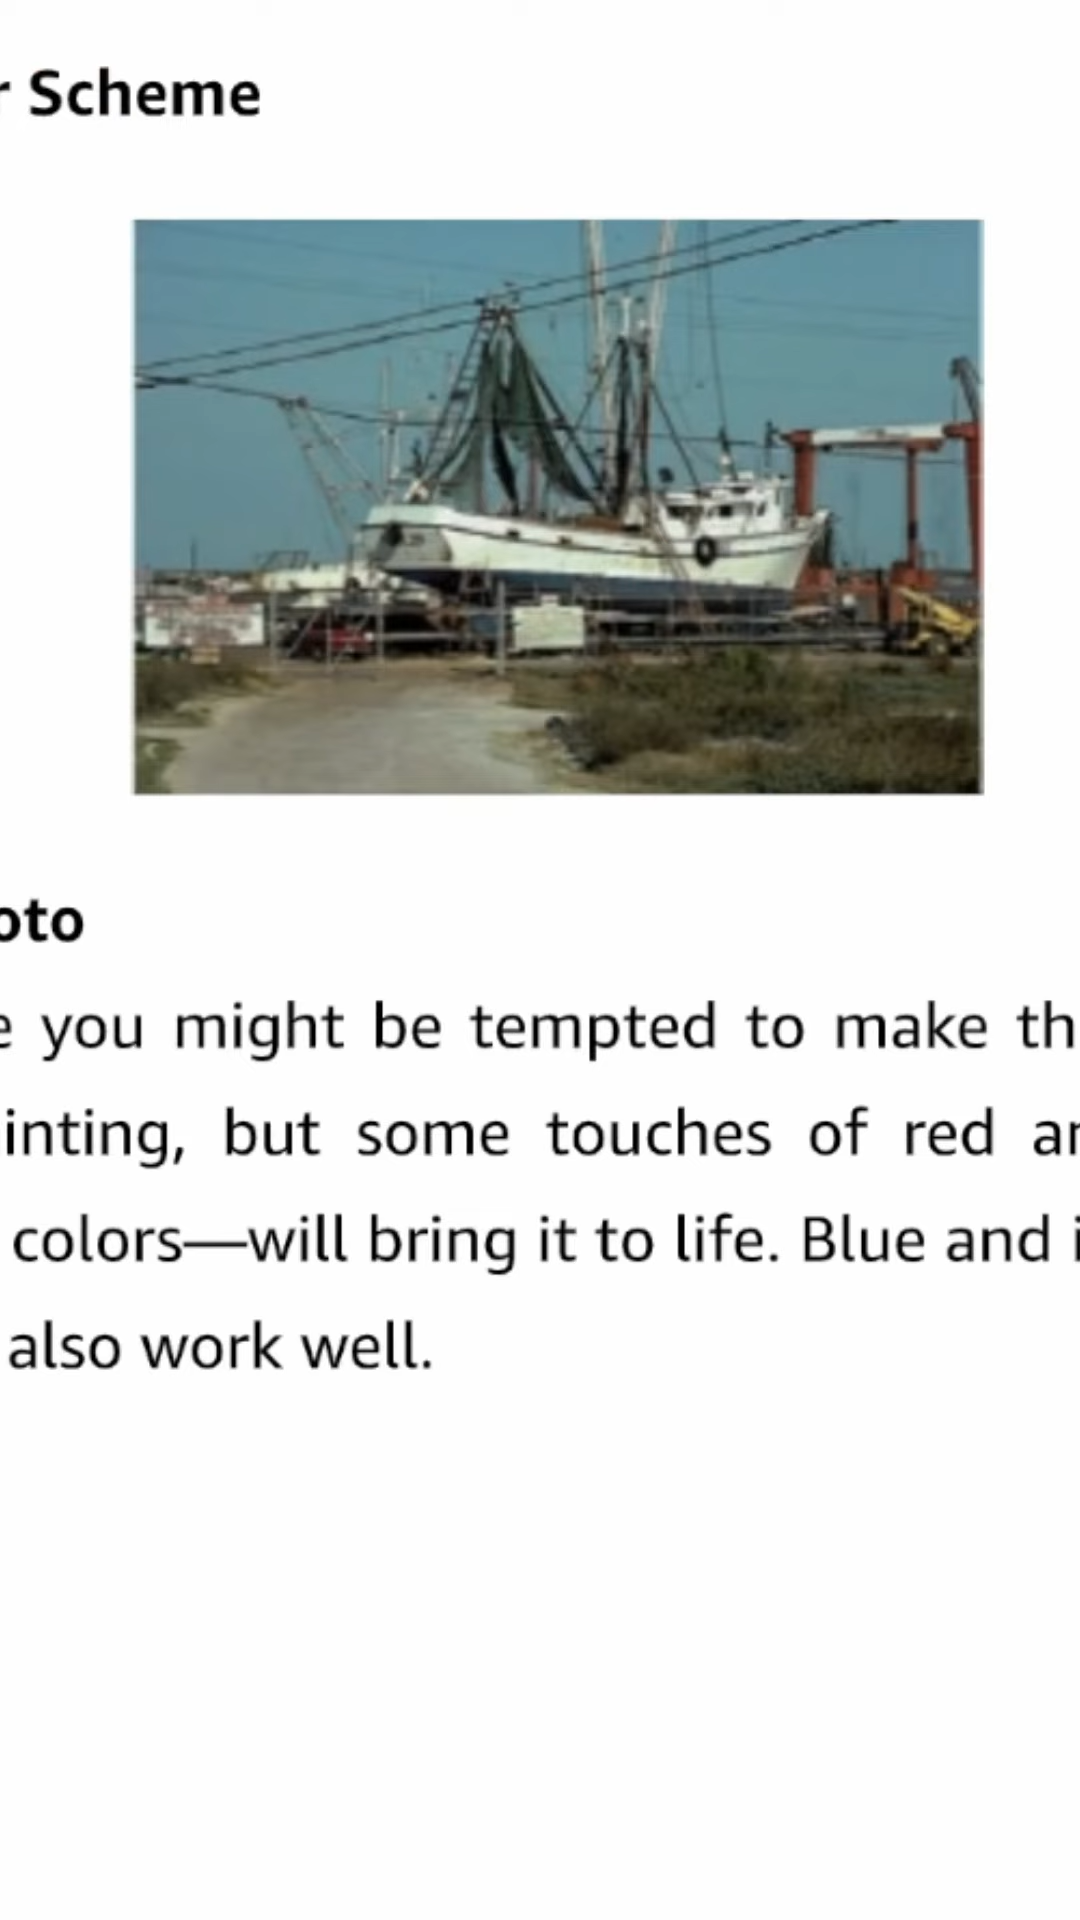 r Scheme
oto
e you might be tempted to make th
inting, but some touches of red ar
colors—will bring it to life. Blue and i
also work well.